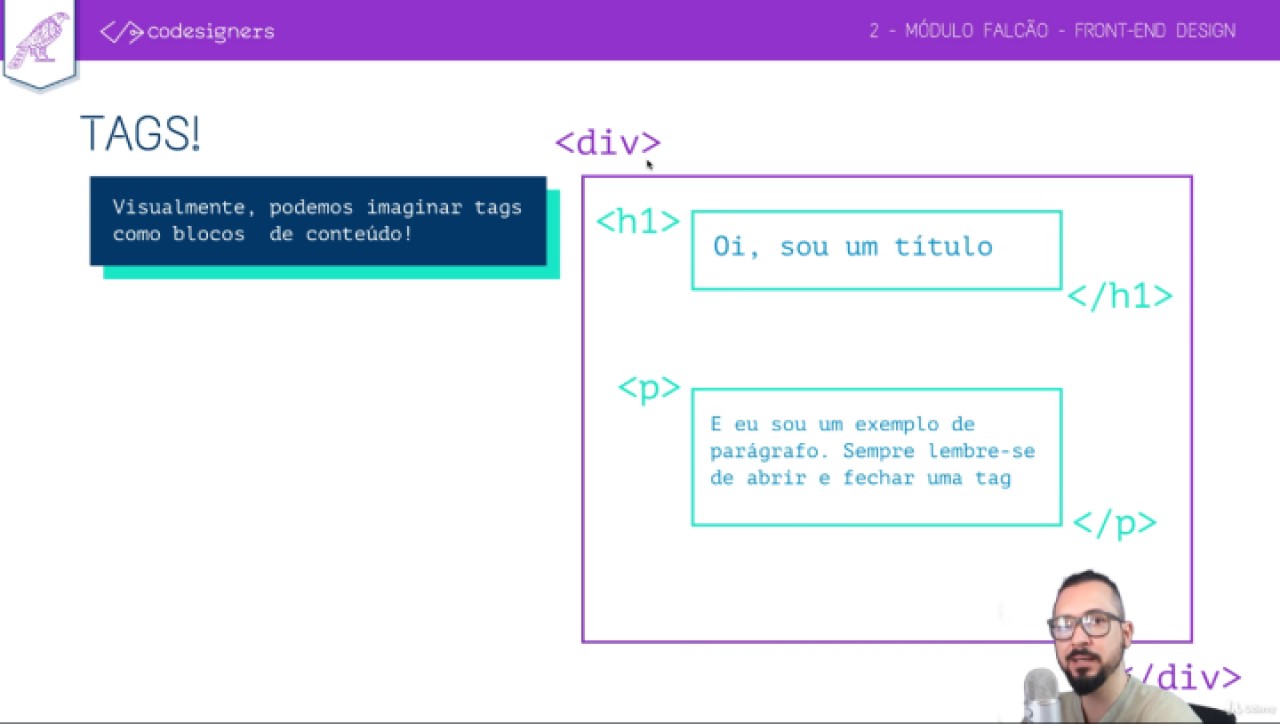 </>codesigners
2 - MÓDULO FALCÃO - FRONT-END DESIGN
TAGS!
Visualmente, podemos imaginar tags
como blocos de conteúdo!
<div>
<h1>
Oi, sou um título
</h1>
<p>
E eu sou um exemplo de
parágrafo. Sempre lembre-se
de abrir e fechar uma tag
</p>
</div>
Udemy